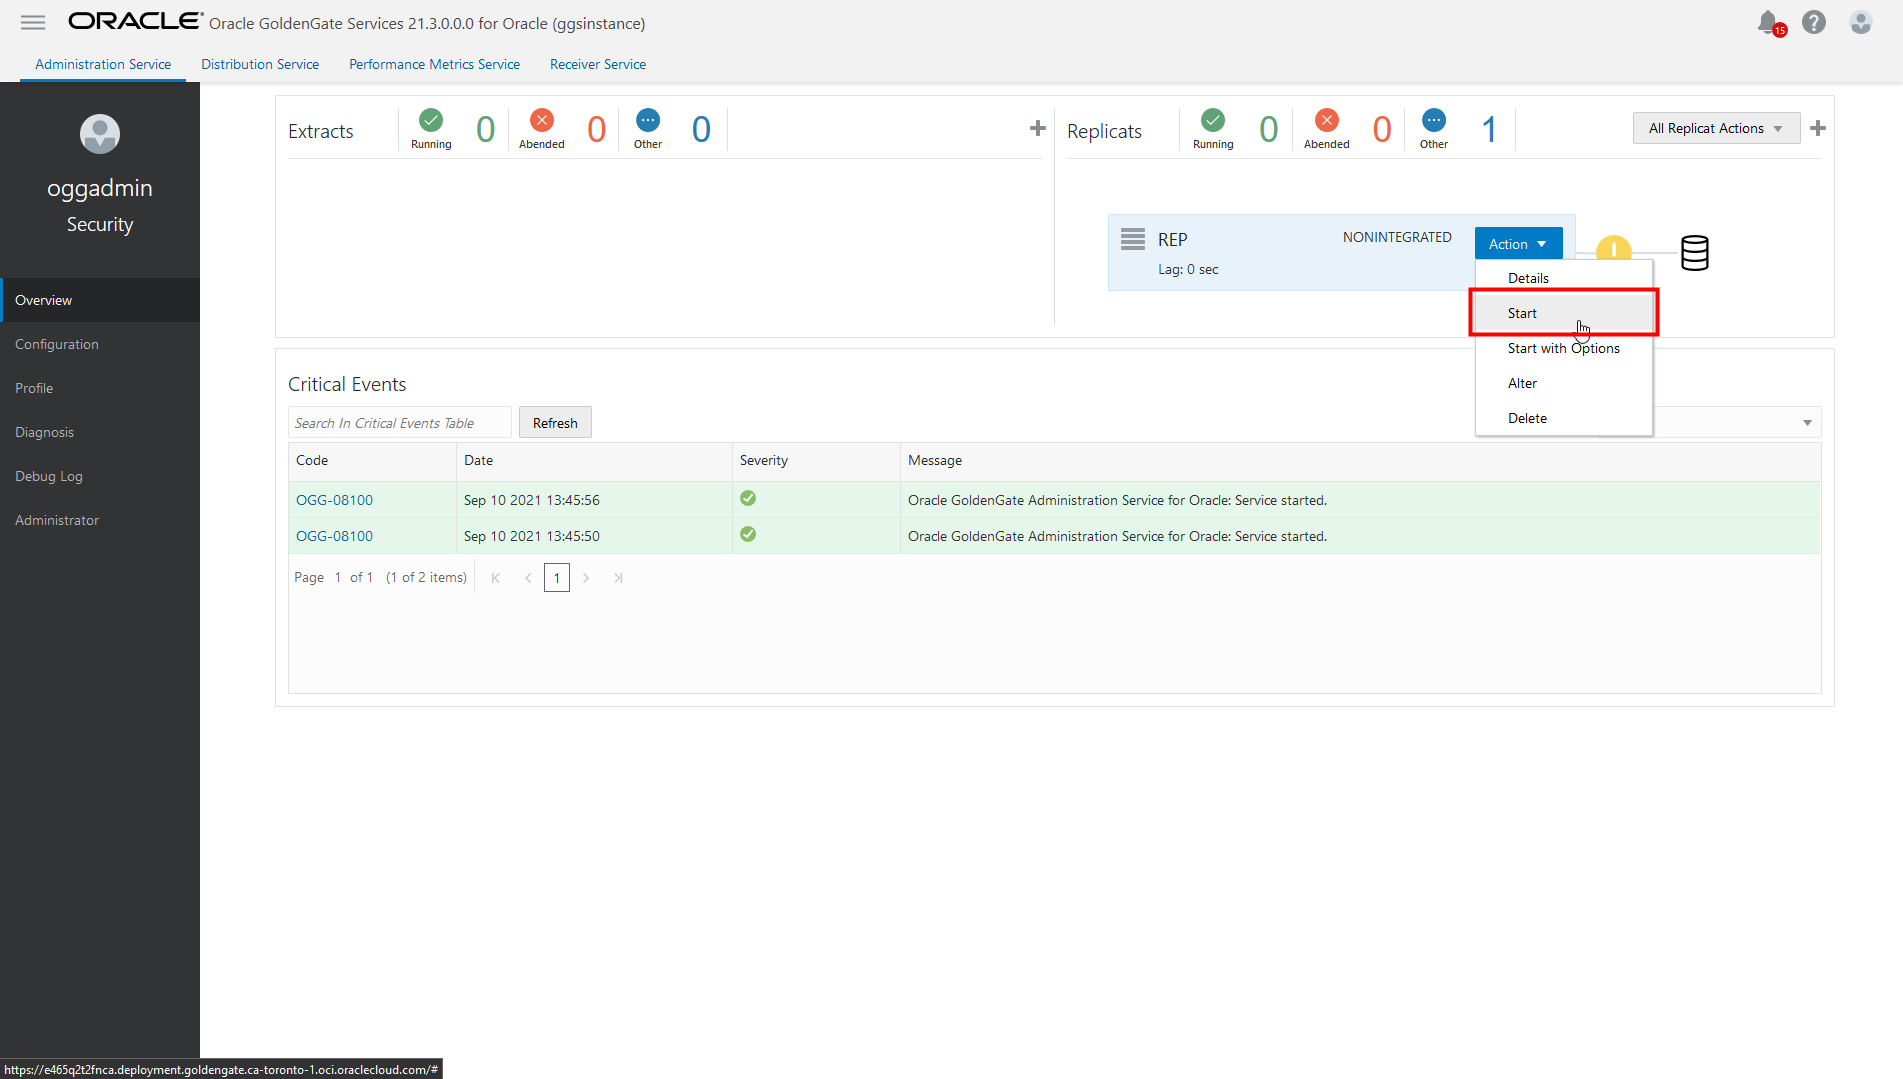 ORACLE Oracle GoldenGate Services 21.3.0.0.0 for Oracle (ggsinstance)
15
?
Administration Service Distribution Service Performance Metrics Service Receiver Service
oggadmin
Security
Overview
Configuration
Profile
Diagnosis
Debug Log
Administrator
Extracts Running 0 Abended 0 Other 0
Replicats Running 0 Abended 0 Other 1 All Replicat Actions
REP NONINTEGRATED Action
Lag: 0 sec
Details
Start
Start with Options
Alter
Delete
Critical Events
Search In Critical Events Table Refresh
Code Date Severity Message
OGG-08100 Sep 10 2021 13:45:56 Oracle GoldenGate Administration Service for Oracle: Service started.
OGG-08100 Sep 10 2021 13:45:50 Oracle GoldenGate Administration Service for Oracle: Service started.
Page 1 of 1 (1 of 2 items) 1
https://e465q2t2fnca.deployment.goldengate.ca-toronto-1.oci.oraclecloud.com/#